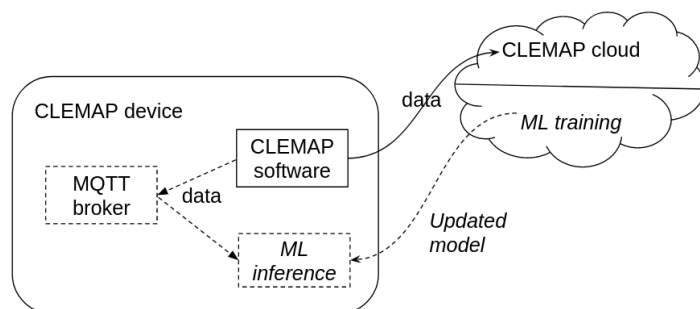 CLEMAP cloud
data
ML training
CLEMAP device
CLEMAP
software
MQTT
broker
data
Updated
model
ML
inference